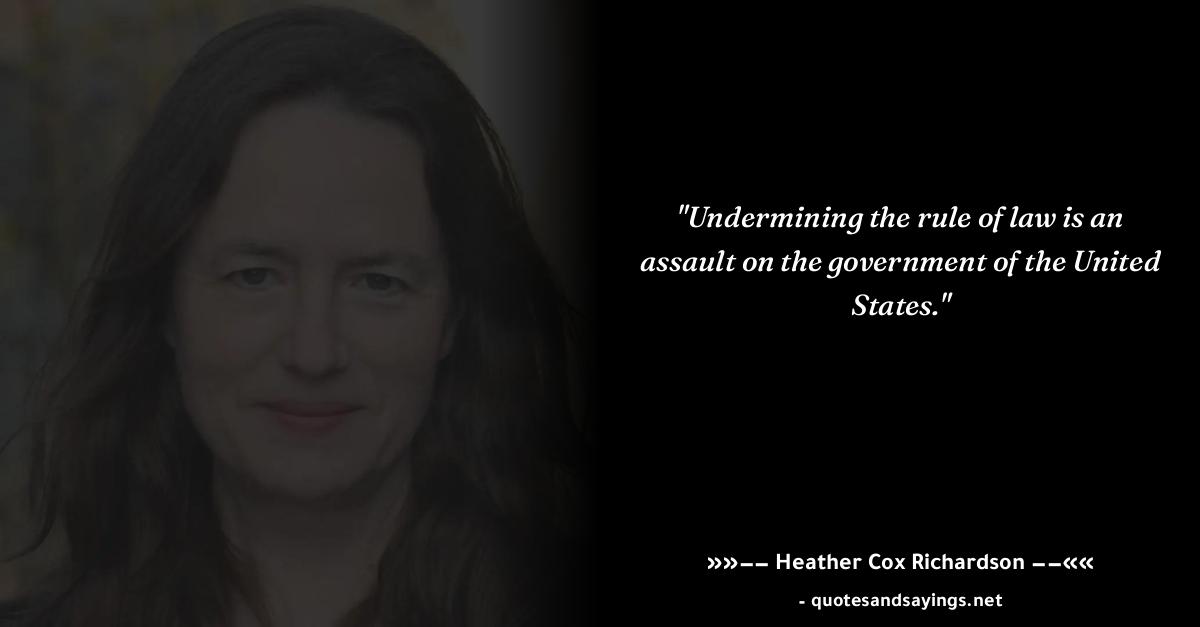 "Undermining the rule of law is an
assault on the government of the United
States."
»»−− Heather Cox Richardson −−««
- quotesandsayings.net